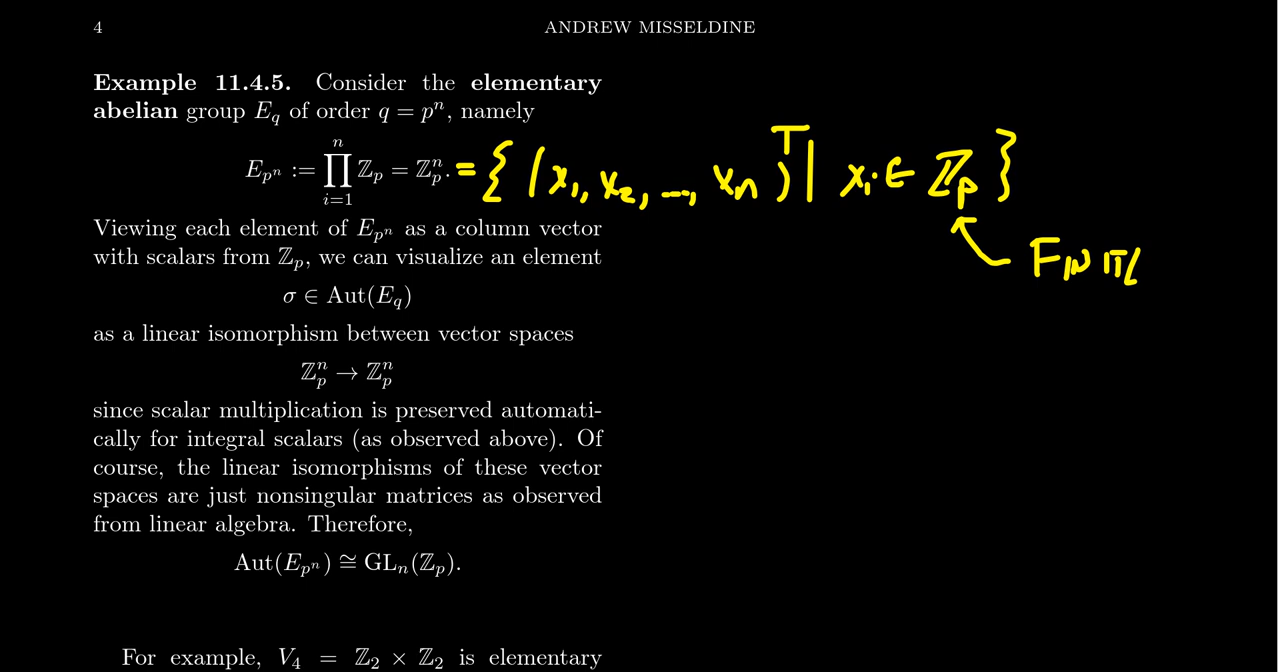 4 ANDREW MISSELDINE
Example 11.4.5. Consider the elementary
abelian group E_q of order q = p^n, namely
E_{p^n} := ∏_{i=1}^{n} ℤ_p = ℤ_p^n. = { (x_1, x_2, ..., x_n)^T | x_i ∈ ℤ_p }
Viewing each element of E_{p^n} as a column vector
with scalars from ℤ_p, we can visualize an element
σ ∈ Aut(E_q)
as a linear isomorphism between vector spaces
ℤ_p^n → ℤ_p^n
since scalar multiplication is preserved automati-
cally for integral scalars (as observed above). Of
course, the linear isomorphisms of these vector
spaces are just nonsingular matrices as observed
from linear algebra. Therefore,
Aut(E_{p^n}) ≅ GL_n(ℤ_p).
For example, V_4 = ℤ_2 × ℤ_2 is elementary